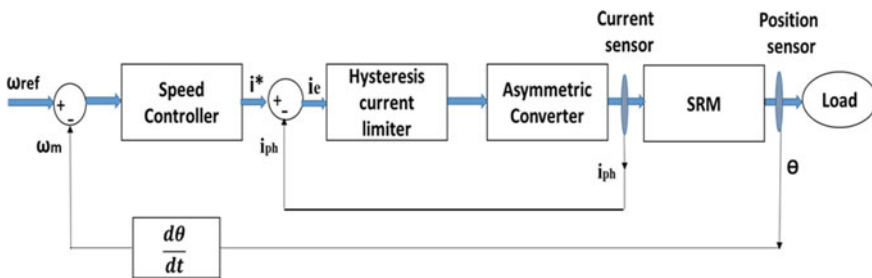 Current
sensor
Position
sensor
ωref
+
-
Speed
Controller
i*
+
-
ie
Hysteresis
current
limiter
Asymmetric
Converter
SRM
Load
ωm
iph
iph
θ
dθ
dt